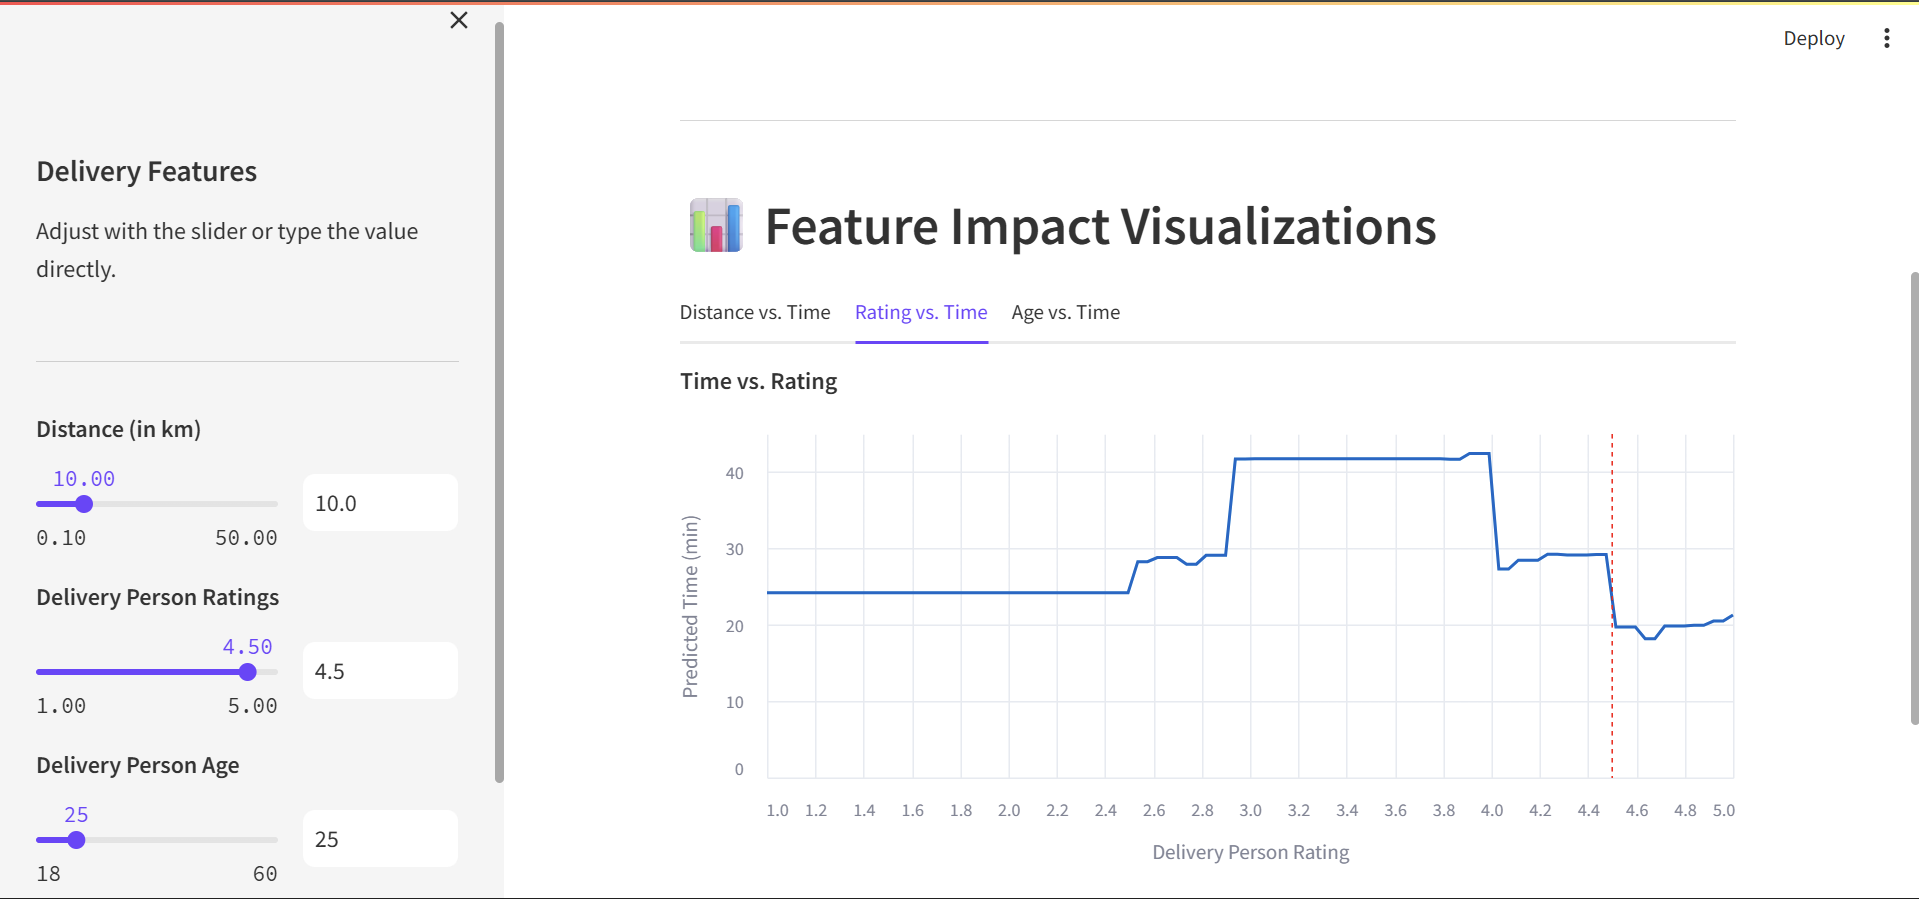 Deploy
Delivery Features
Adjust with the slider or type the value
directly.
Distance (in km)
10.00
10.0
0.10 50.00
Delivery Person Ratings
4.50
4.5
1.00 5.00
Delivery Person Age
25
25
18 60
Feature Impact Visualizations
Distance vs. Time Rating vs. Time Age vs. Time
Time vs. Rating
Predicted Time (min)
40
30
20
10
0
1.0 1.2 1.4 1.6 1.8 2.0 2.2 2.4 2.6 2.8 3.0 3.2 3.4 3.6 3.8 4.0 4.2 4.4 4.6 4.8 5.0
Delivery Person Rating